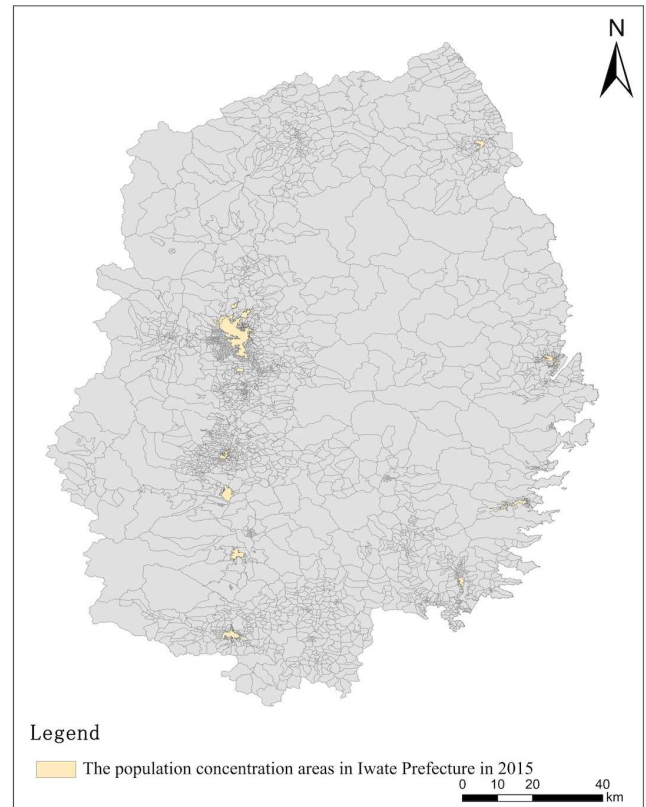 N
Legend
The population concentration areas in Iwate Prefecture in 2015
0 10 20 40
km